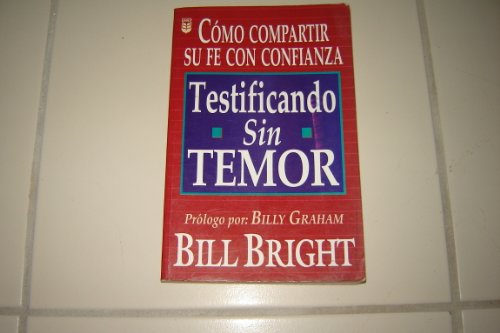 CÓMO COMPARTIR
SU FE CON CONFIANZA
Testificando
Sin
TEMOR
Prólogo por: BILLY GRAHAM
BILL BRIGHT